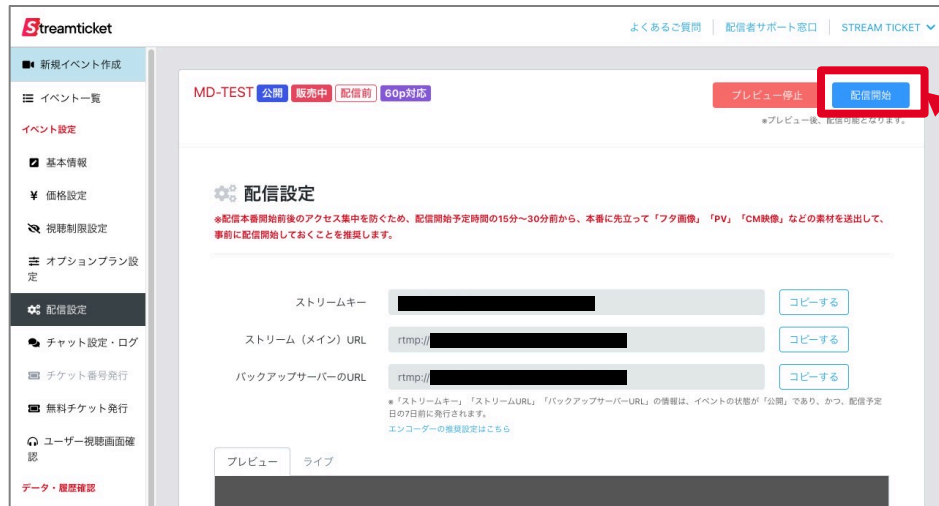 Streamticket
よくあるご質問
配信者サポート窓口
STREAM TICKET
新規イベント作成
イベント一覧
イベント設定
基本情報
¥ 価格設定
視聴制限設定
オプションプラン設
定
配信設定
チャット設定・ログ
チケット番号発行
無料チケット発行
ユーザー視聴画面確
認
データ・履歴確認
MD-TEST 公開 販売中 配信前 60p対応
プレビュー停止
配信開始
※プレビュー後、配信可能となります。
配信設定
※配信本番開始前後のアクセス集中を防ぐため、配信開始予定時間の15分〜30分前から、本番に先立って「フタ画像」「PV」「CM映像」などの素材を送出して、
事前に配信開始しておくことを推奨します。
ストリームキー
コピーする
ストリーム（メイン）URL
rtmp://
コピーする
バックアップサーバーのURL
rtmp://
コピーする
※「ストリームキー」「ストリームURL」「バックアップサーバーURL」の情報は、イベントの状態が「公開」であり、かつ、配信予定
日の7日前に発行されます。
エンコーダーの推奨設定はこちら
プレビュー
ライブ